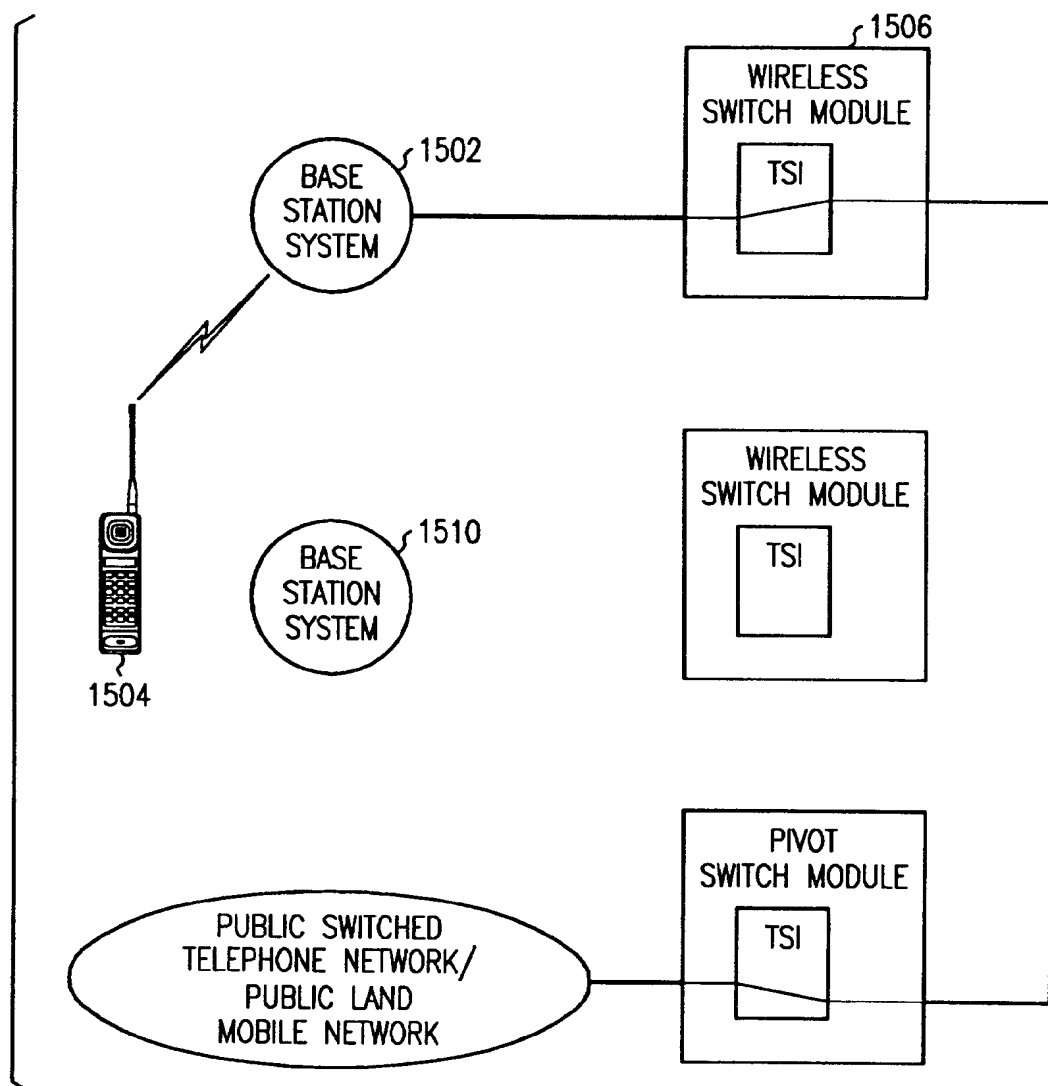 1506
WIRELESS
SWITCH MODULE
TSI
1502
BASE
STATION
SYSTEM
WIRELESS
SWITCH MODULE
TSI
1510
BASE
STATION
SYSTEM
1504
PIVOT
SWITCH MODULE
TSI
PUBLIC SWITCHED
TELEPHONE NETWORK/
PUBLIC LAND
MOBILE NETWORK